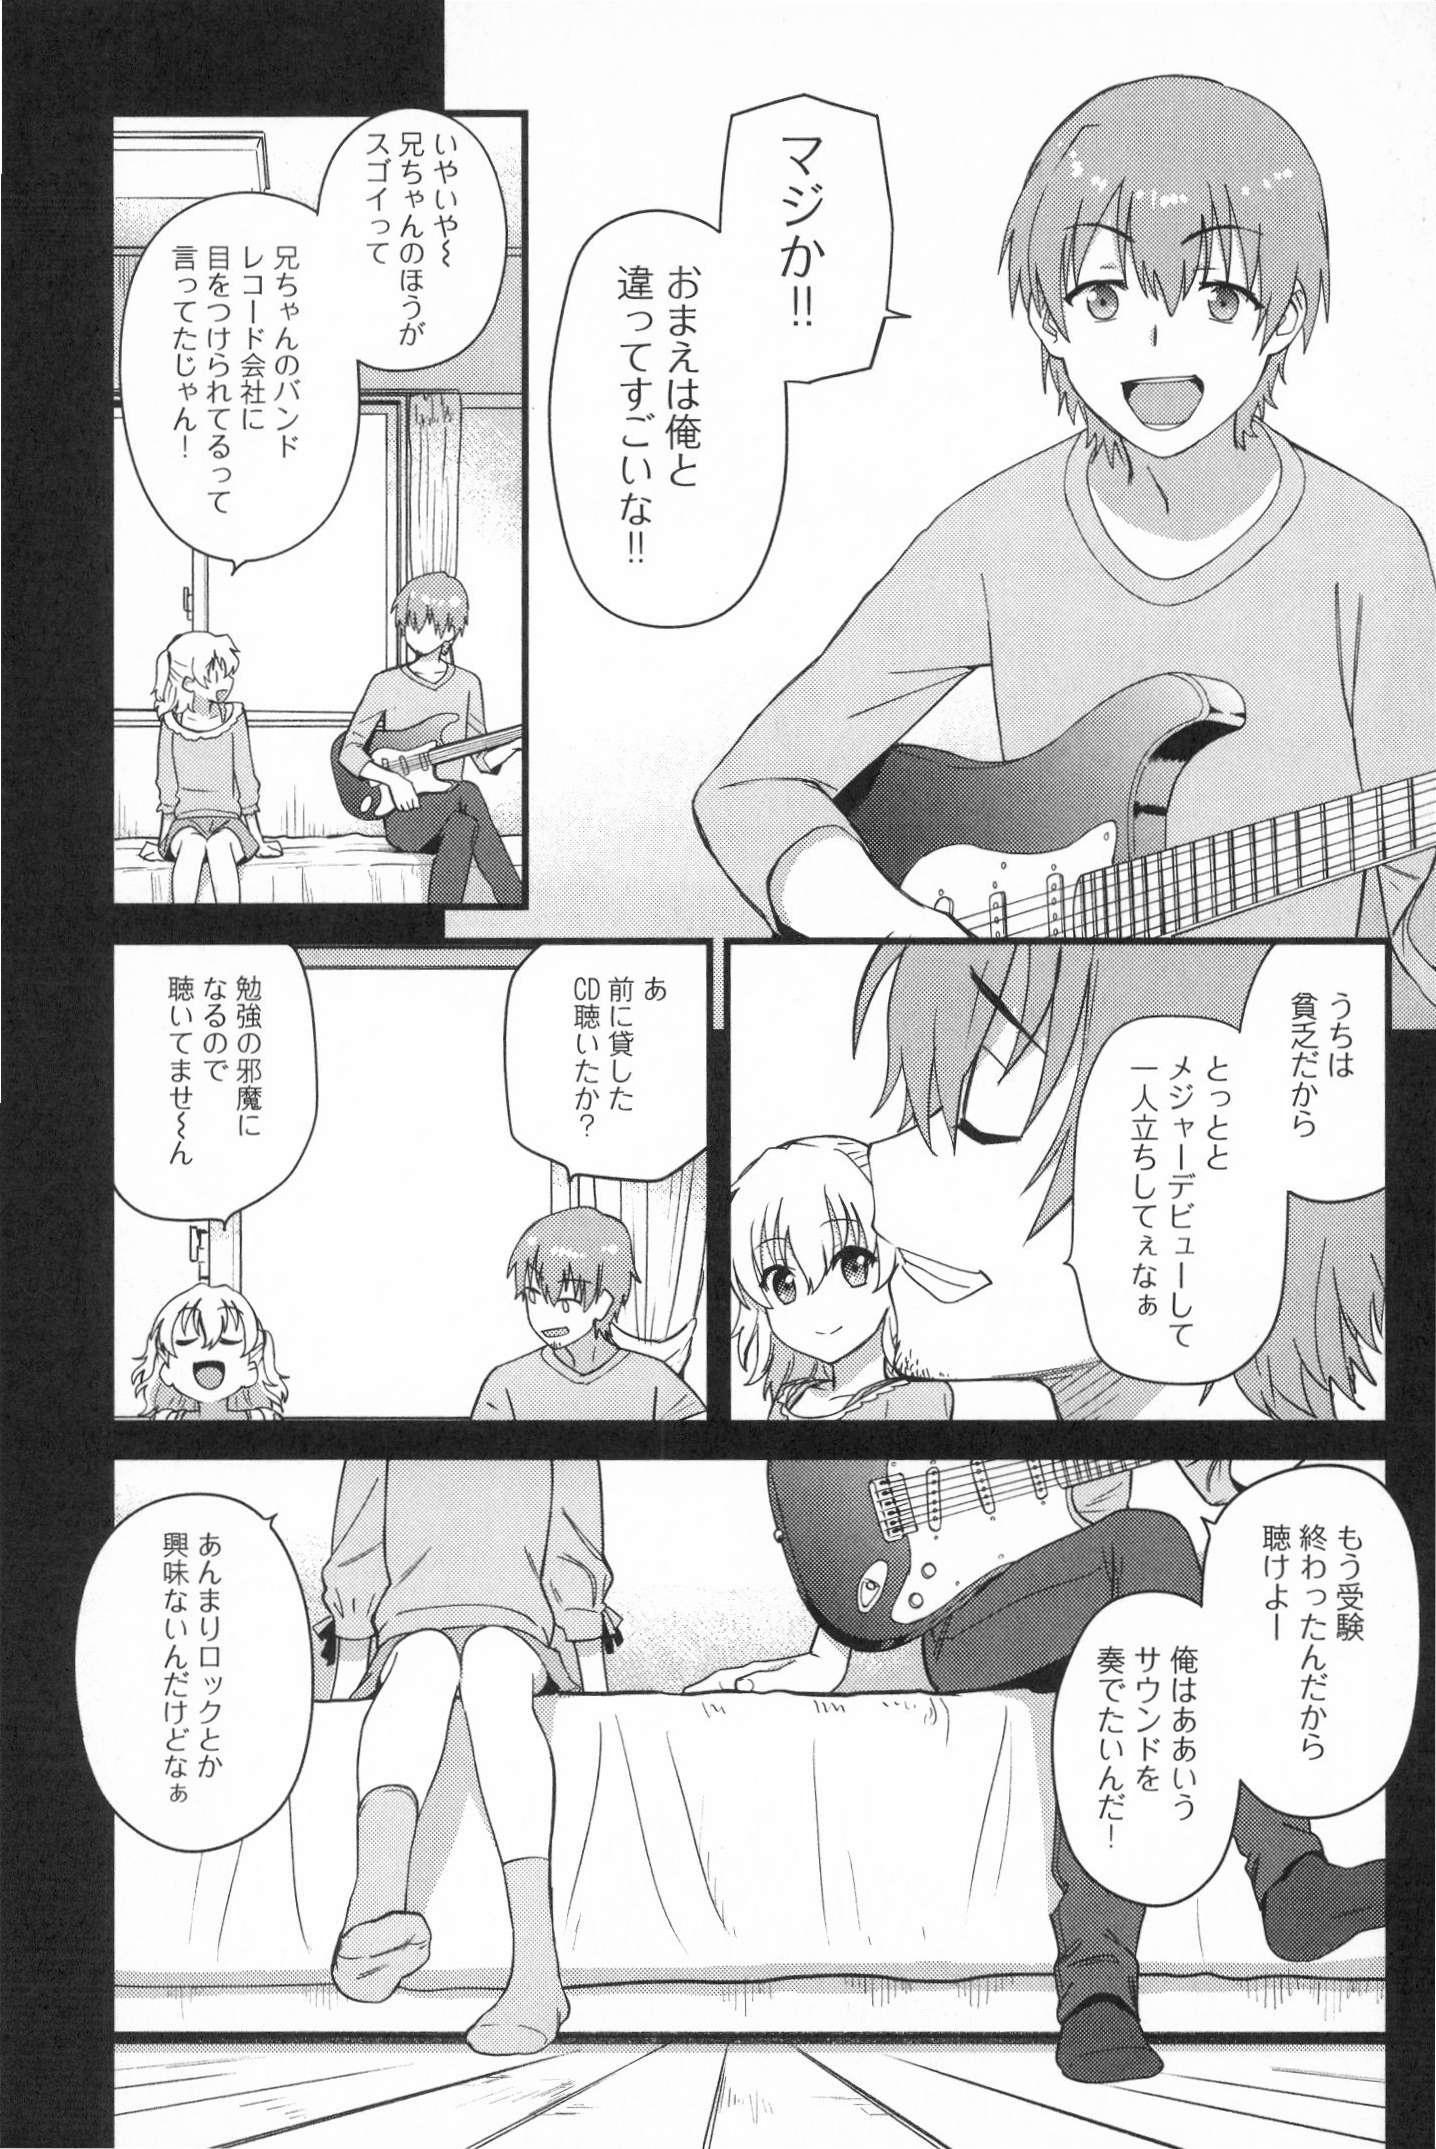 マジか!!
おまえは俺と
違ってすごいな!!
いやいや〜
兄ちゃんのほうが
スゴイって
兄ちゃんのバンド
レコード会社に
目をつけられてるって
言ってたじゃん！
うちは
貧乏だから
とっとと
メジャーデビューして
一人立ちしてぇなぁ
あ
前に貸した
CD聴いたか？
勉強の邪魔に
なるので
聴いてませ〜ん
もう受験
終わったんだから
聴けよー
俺はああいう
サウンドを
奏でたいんだ！
あんまりロックとか
興味ないんだけどなぁ